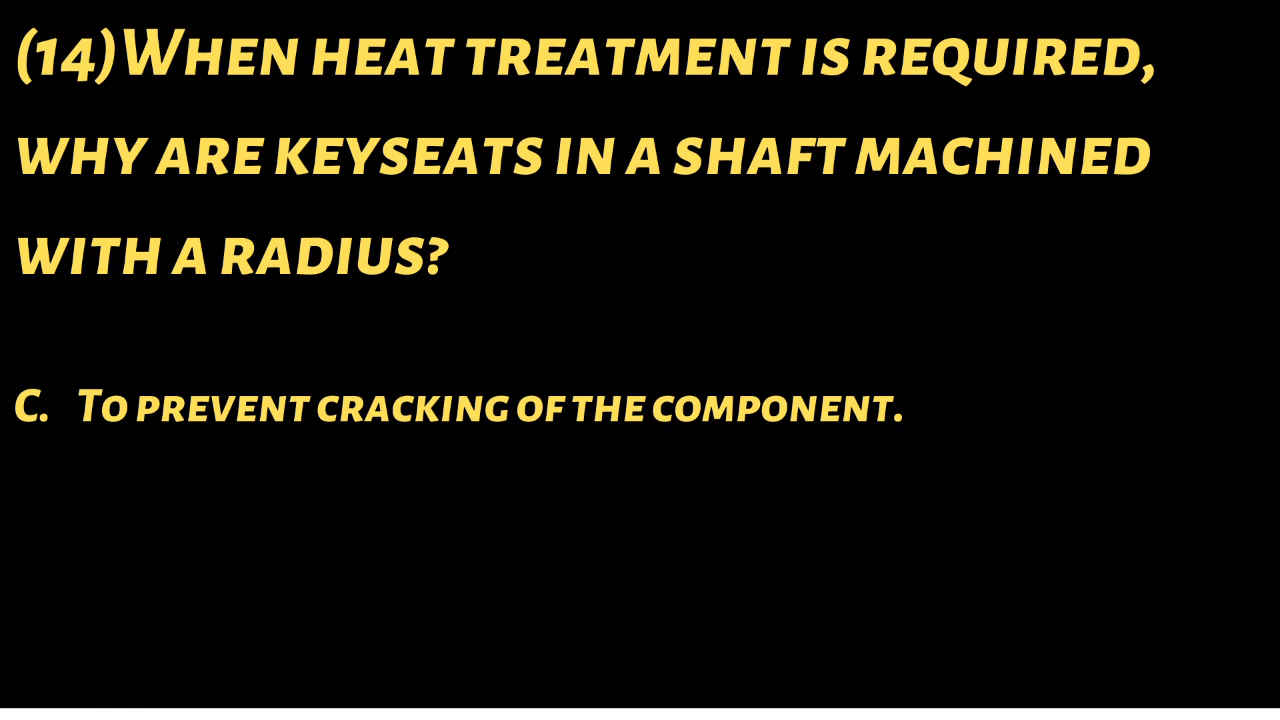 (14)When heat treatment is required,
why are keyseats in a shaft machined
with a radius?
C. To prevent cracking of the component.